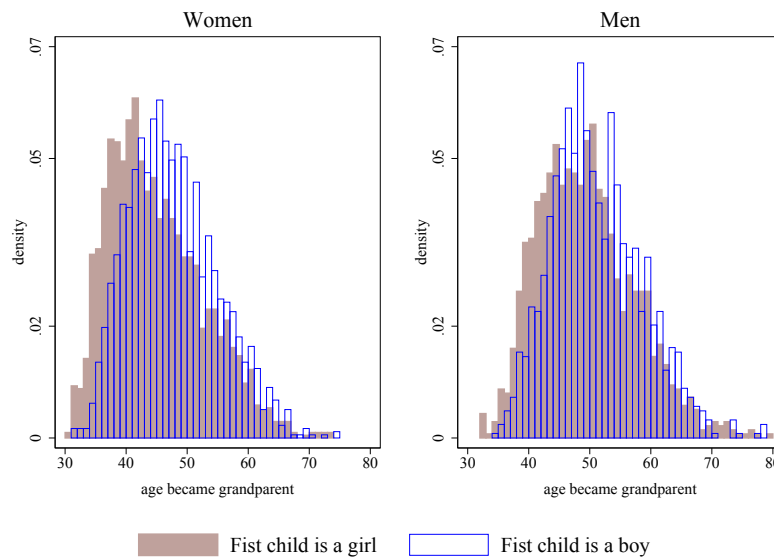 Women
Men
.07
.05
.02
0
density
30 40 50 60 70 80
age became grandparent
.07
.05
.02
0
density
30 40 50 60 70 80
age became grandparent
Fist child is a girl
Fist child is a boy